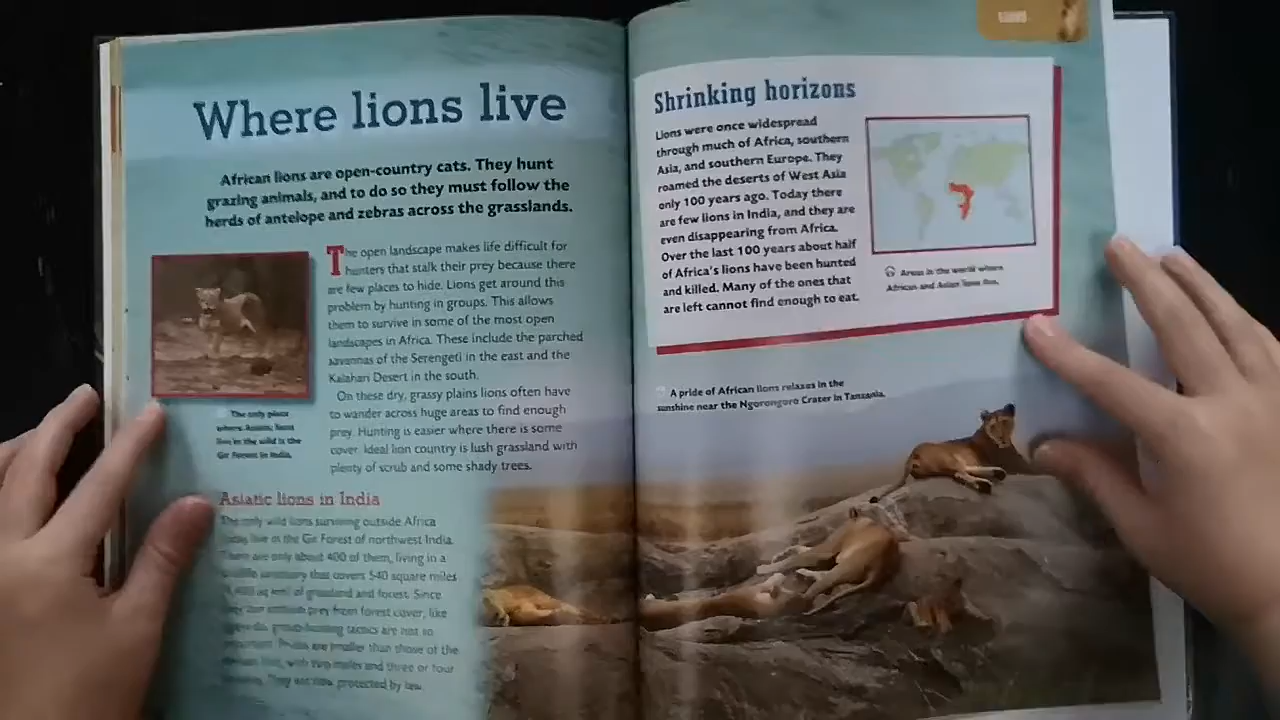 Where lions live
African lions are open-country cats. They hunt
grazing animals, and to do so they must follow the
herds of antelope and zebras across the grasslands.
The open landscape makes life difficult for
hunters that stalk their prey because there
are few places to hide. Lions get around this
problem by hunting in groups. This allows
them to survive in some of the most open
landscapes in Africa. These include the parched
savannas of the Serengeti in the east and the
Kalahari Desert in the south.
On these dry, grassy plains lions often have
to wander across huge areas to find enough
prey. Hunting is easier where there is some
cover. Ideal lion country is lush grassland with
plenty of scrub and some shady trees.
The only place
where Asiatic lions
live in the wild is the
Gir Forest in India.
Asiatic lions in India
The only wild lions surviving outside Africa
today live in the Gir Forest of northwest India.
There are only about 400 of them, living in a
wildlife sanctuary that covers 540 square miles
of grassland and forest. Since
prey from forest cover, like
group-hunting tactics are not so
are smaller than those of the
with two males and three or four
They are now protected by law.
Shrinking horizons
Lions were once widespread
through much of Africa, southern
Asia, and southern Europe. They
roamed the deserts of West Asia
only 100 years ago. Today there
are few lions in India, and they are
even disappearing from Africa.
Over the last 100 years about half
of Africa's lions have been hunted
and killed. Many of the ones that
are left cannot find enough to eat.
Areas in the world where
African and Asian lions live.
A pride of African lions relaxes in the
sunshine near the Ngorongoro Crater in Tanzania.